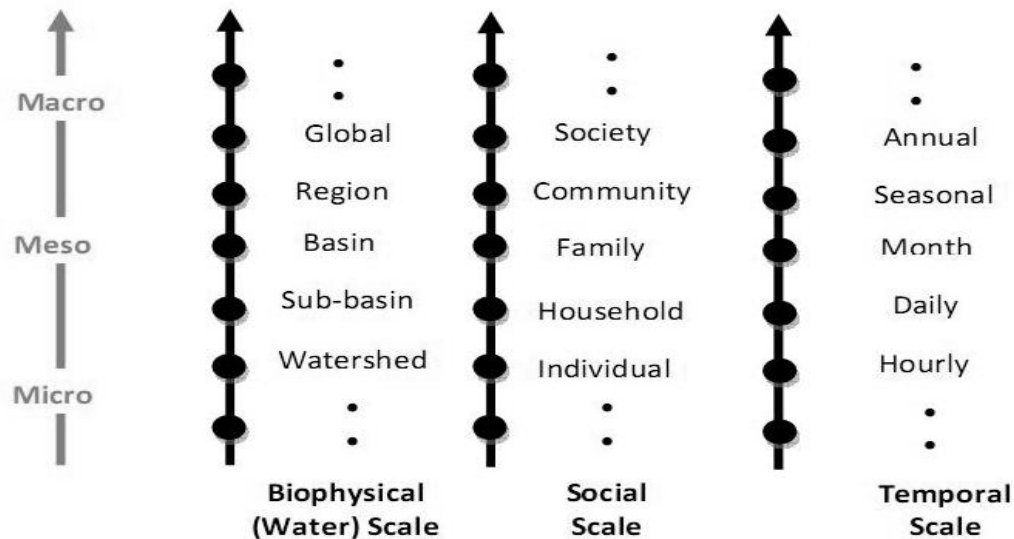 Macro
Meso
Micro
Global
Region
Basin
Sub-basin
Watershed
Biophysical
(Water) Scale
Society
Community
Family
Household
Individual
Social
Scale
Annual
Seasonal
Month
Daily
Hourly
Temporal
Scale